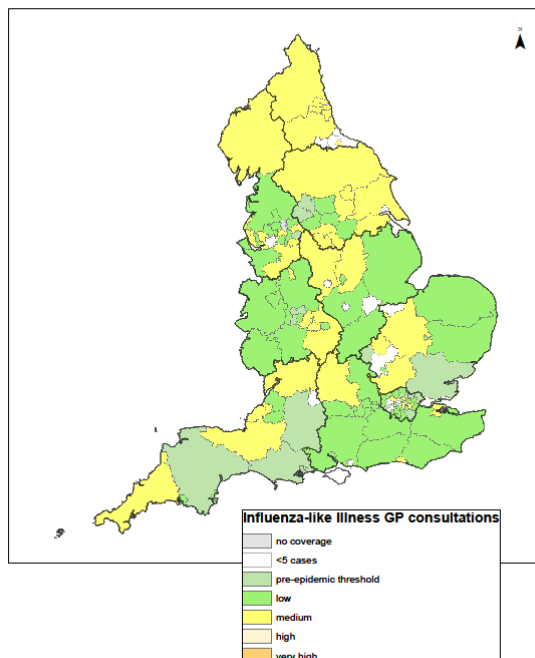 N
Influenza-like Illness GP consultations
no coverage
<5 cases
pre-epidemic threshold
low
medium
high
very high